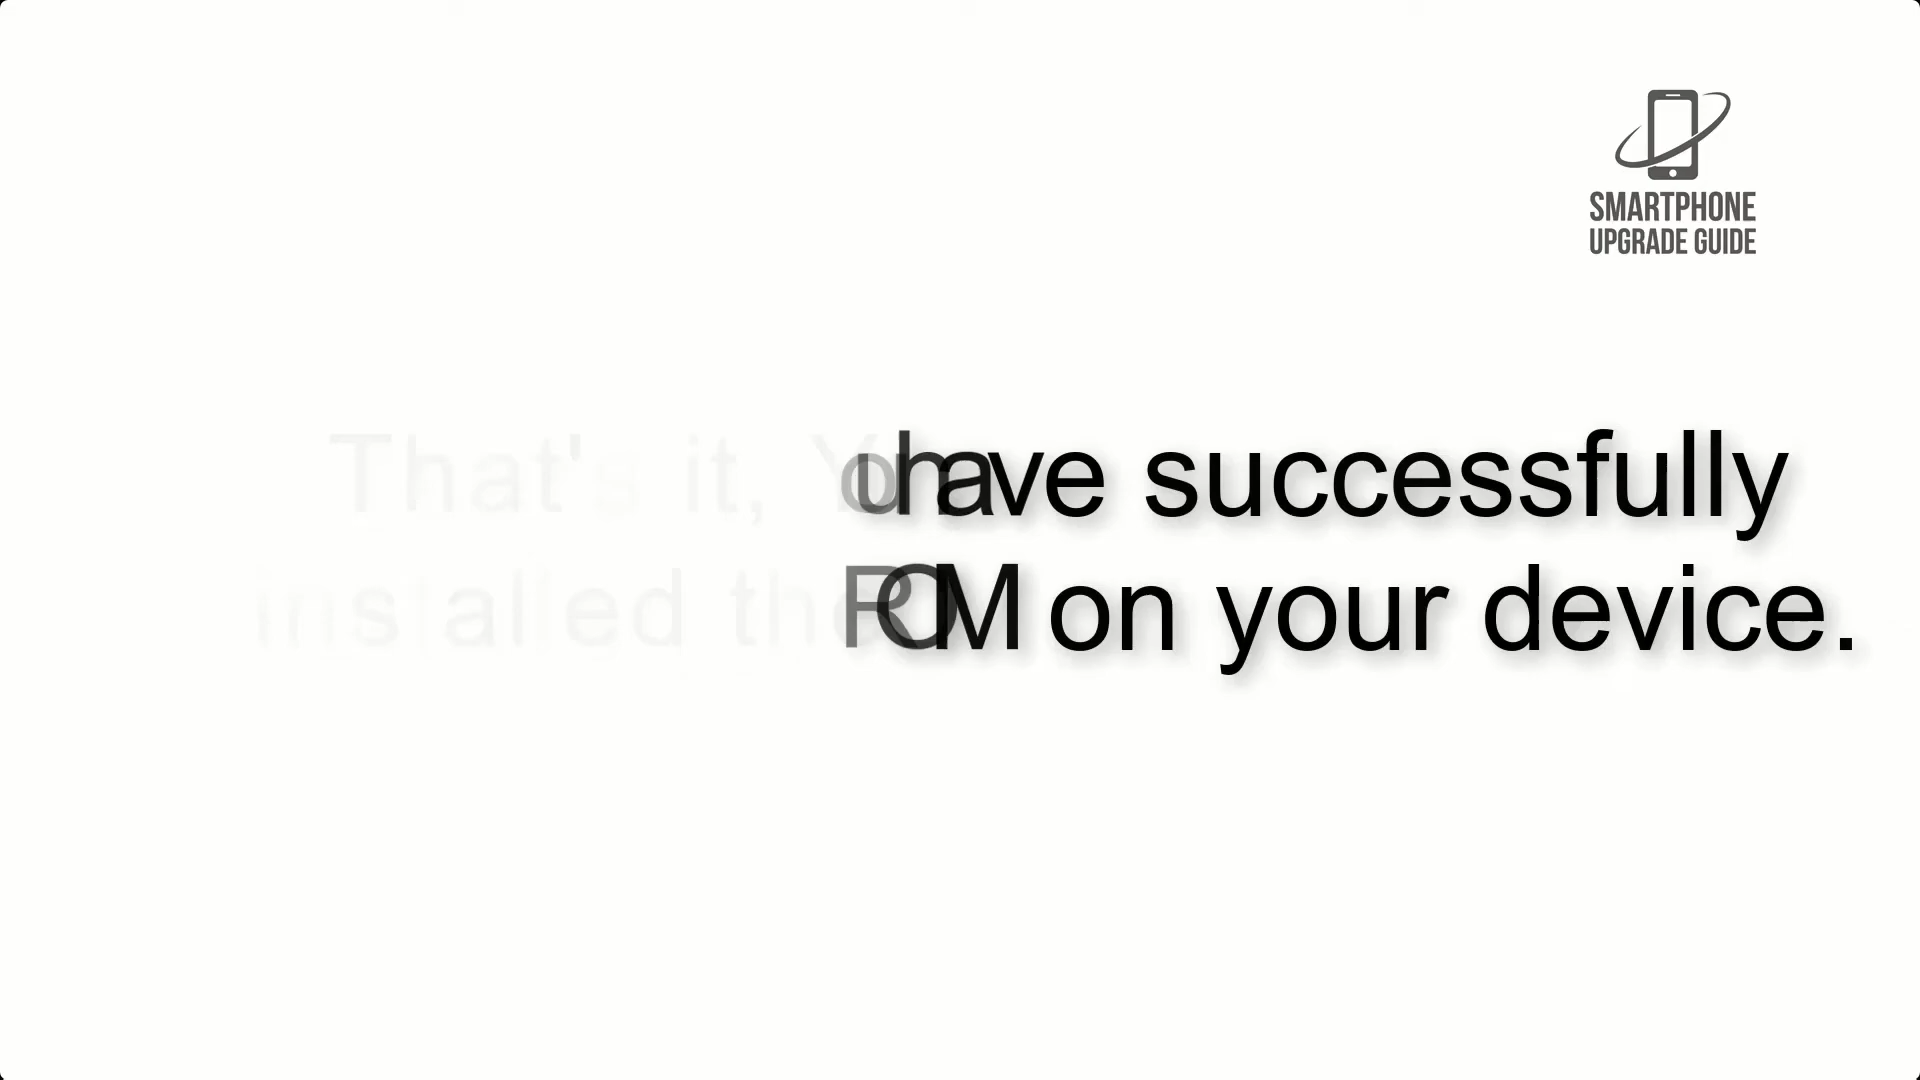 SMARTPHONE
UPGRADE GUIDE
That's it, You have successfully
installed the ROM on your device.